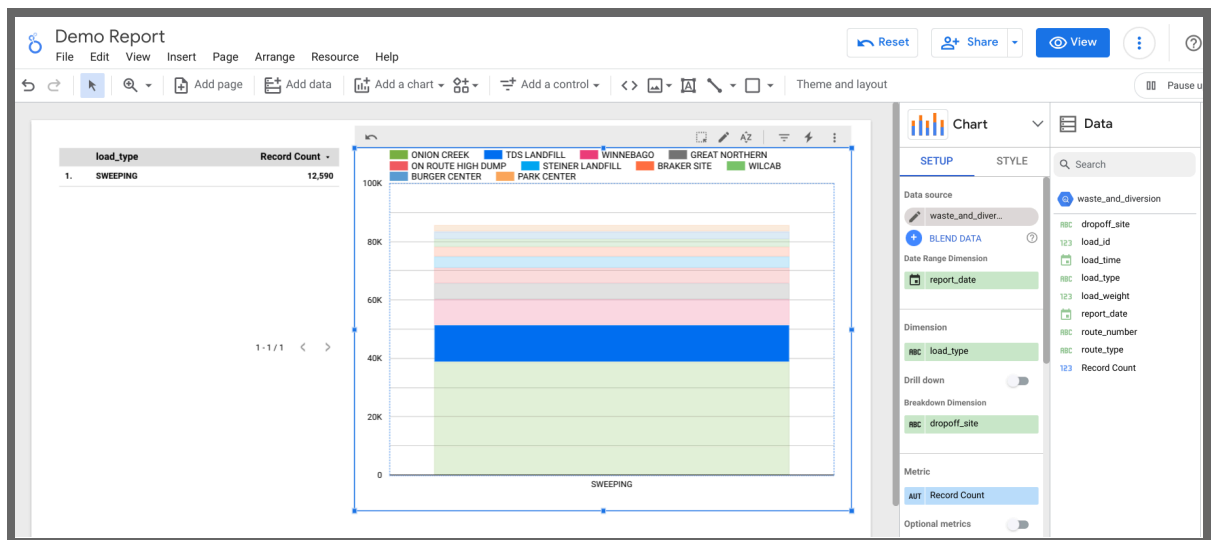 Demo Report
File Edit View Insert Page Arrange Resource Help
Reset Share View
Add page Add data Add a chart Add a control Theme and layout Pause u
load_type Record Count
1. SWEEPING 12,590
1 - 1 / 1
ONION CREEK TDS LANDFILL WINNEBAGO GREAT NORTHERN
ON ROUTE HIGH DUMP STEINER LANDFILL BRAKER SITE WILCAB
BURGER CENTER PARK CENTER
100K
80K
60K
40K
20K
0
SWEEPING
Chart
SETUP STYLE
Data source
waste_and_diver...
BLEND DATA
Date Range Dimension
report_date
Dimension
ABC load_type
Drill down
Breakdown Dimension
ABC dropoff_site
Metric
AUT Record Count
Optional metrics
Data
Search
waste_and_diversion
ABC dropoff_site
123 load_id
load_time
ABC load_type
123 load_weight
report_date
ABC route_number
ABC route_type
123 Record Count